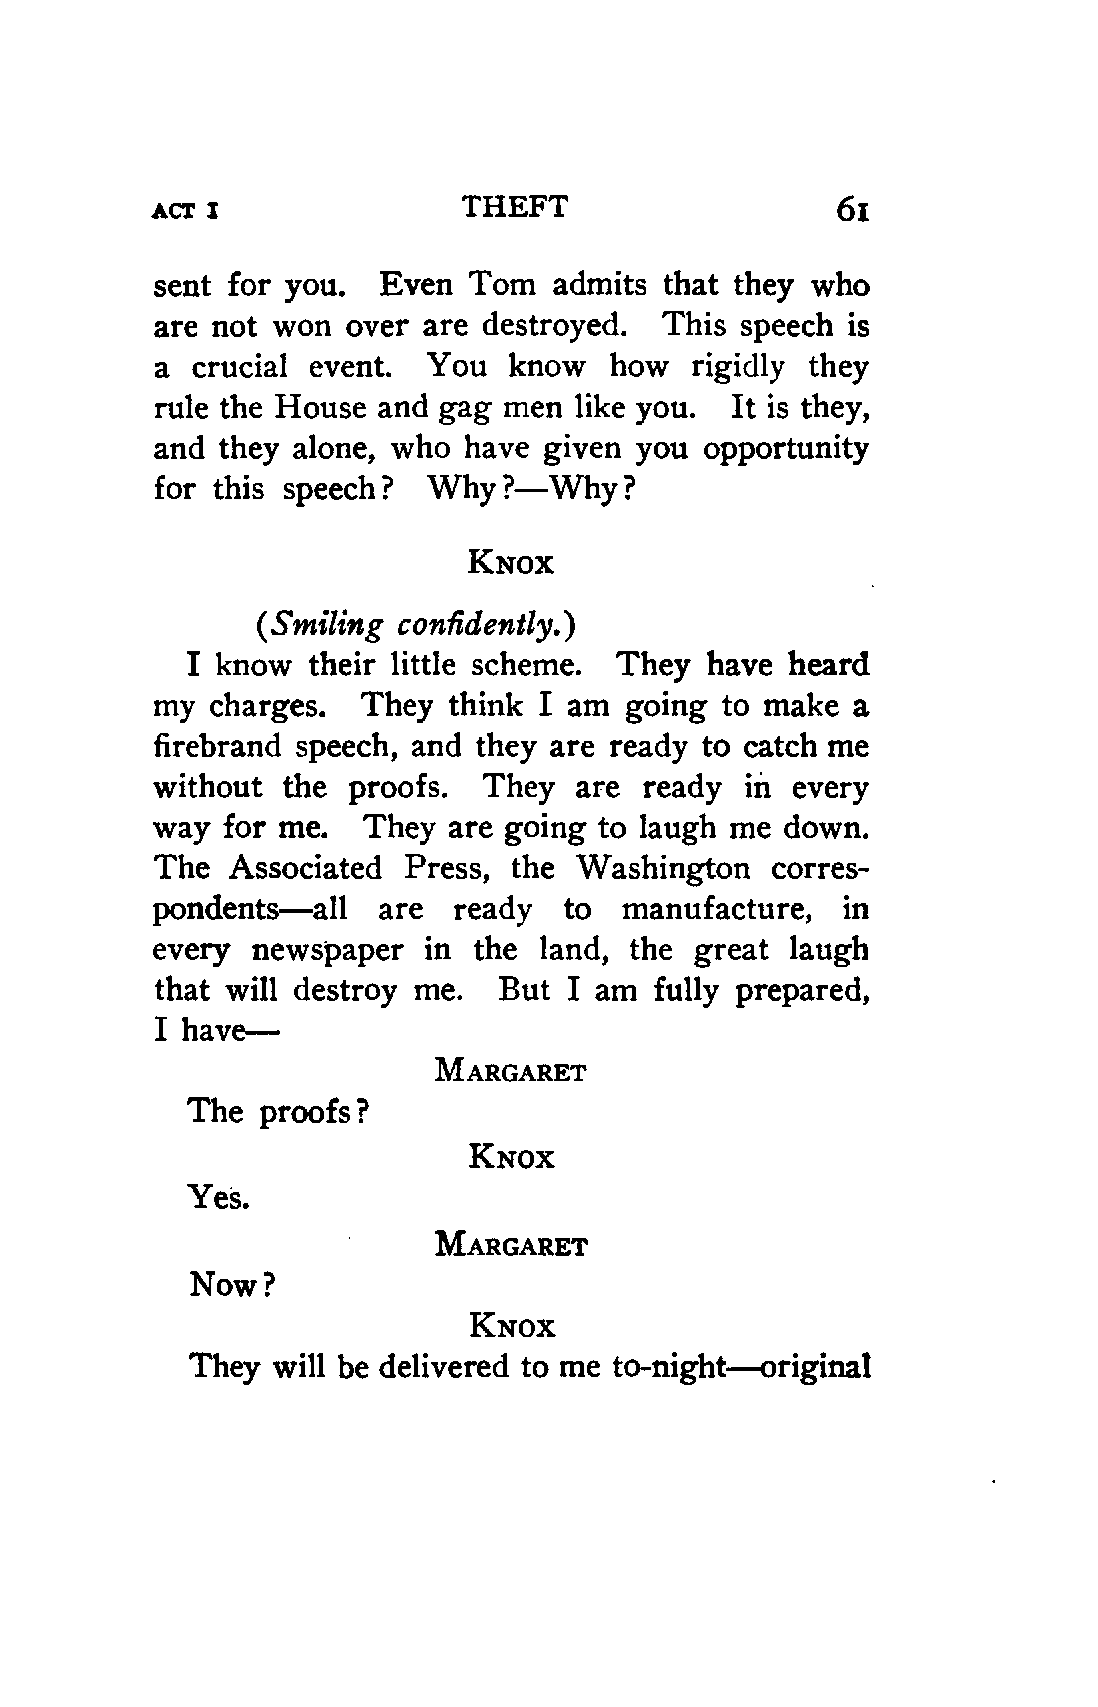 ACT I THEFT 61
sent for you. Even Tom admits that they who
are not won over are destroyed. This speech is
a crucial event. You know how rigidly they
rule the House and gag men like you. It is they,
and they alone, who have given you opportunity
for this speech? Why?—Why?
KNOX
(Smiling confidently.)
I know their little scheme. They have heard
my charges. They think I am going to make a
firebrand speech, and they are ready to catch me
without the proofs. They are ready in every
way for me. They are going to laugh me down.
The Associated Press, the Washington corres-
pondents—all are ready to manufacture, in
every newspaper in the land, the great laugh
that will destroy me. But I am fully prepared,
I have—
MARGARET
The proofs?
KNOX
Yes.
MARGARET
Now?
KNOX
They will be delivered to me to-night—original